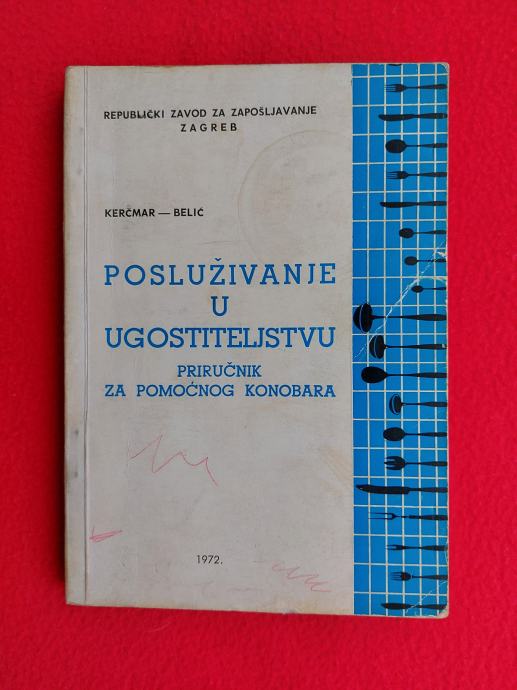 REPUBLIČKI ZAVOD ZA ZAPOŠLJAVANJE
ZAGREB
KERČMAR — BELIĆ
POSLUŽIVANJE
U
UGOSTITELJSTVU
PRIRUČNIK
ZA POMOĆNOG KONOBARA
1972.